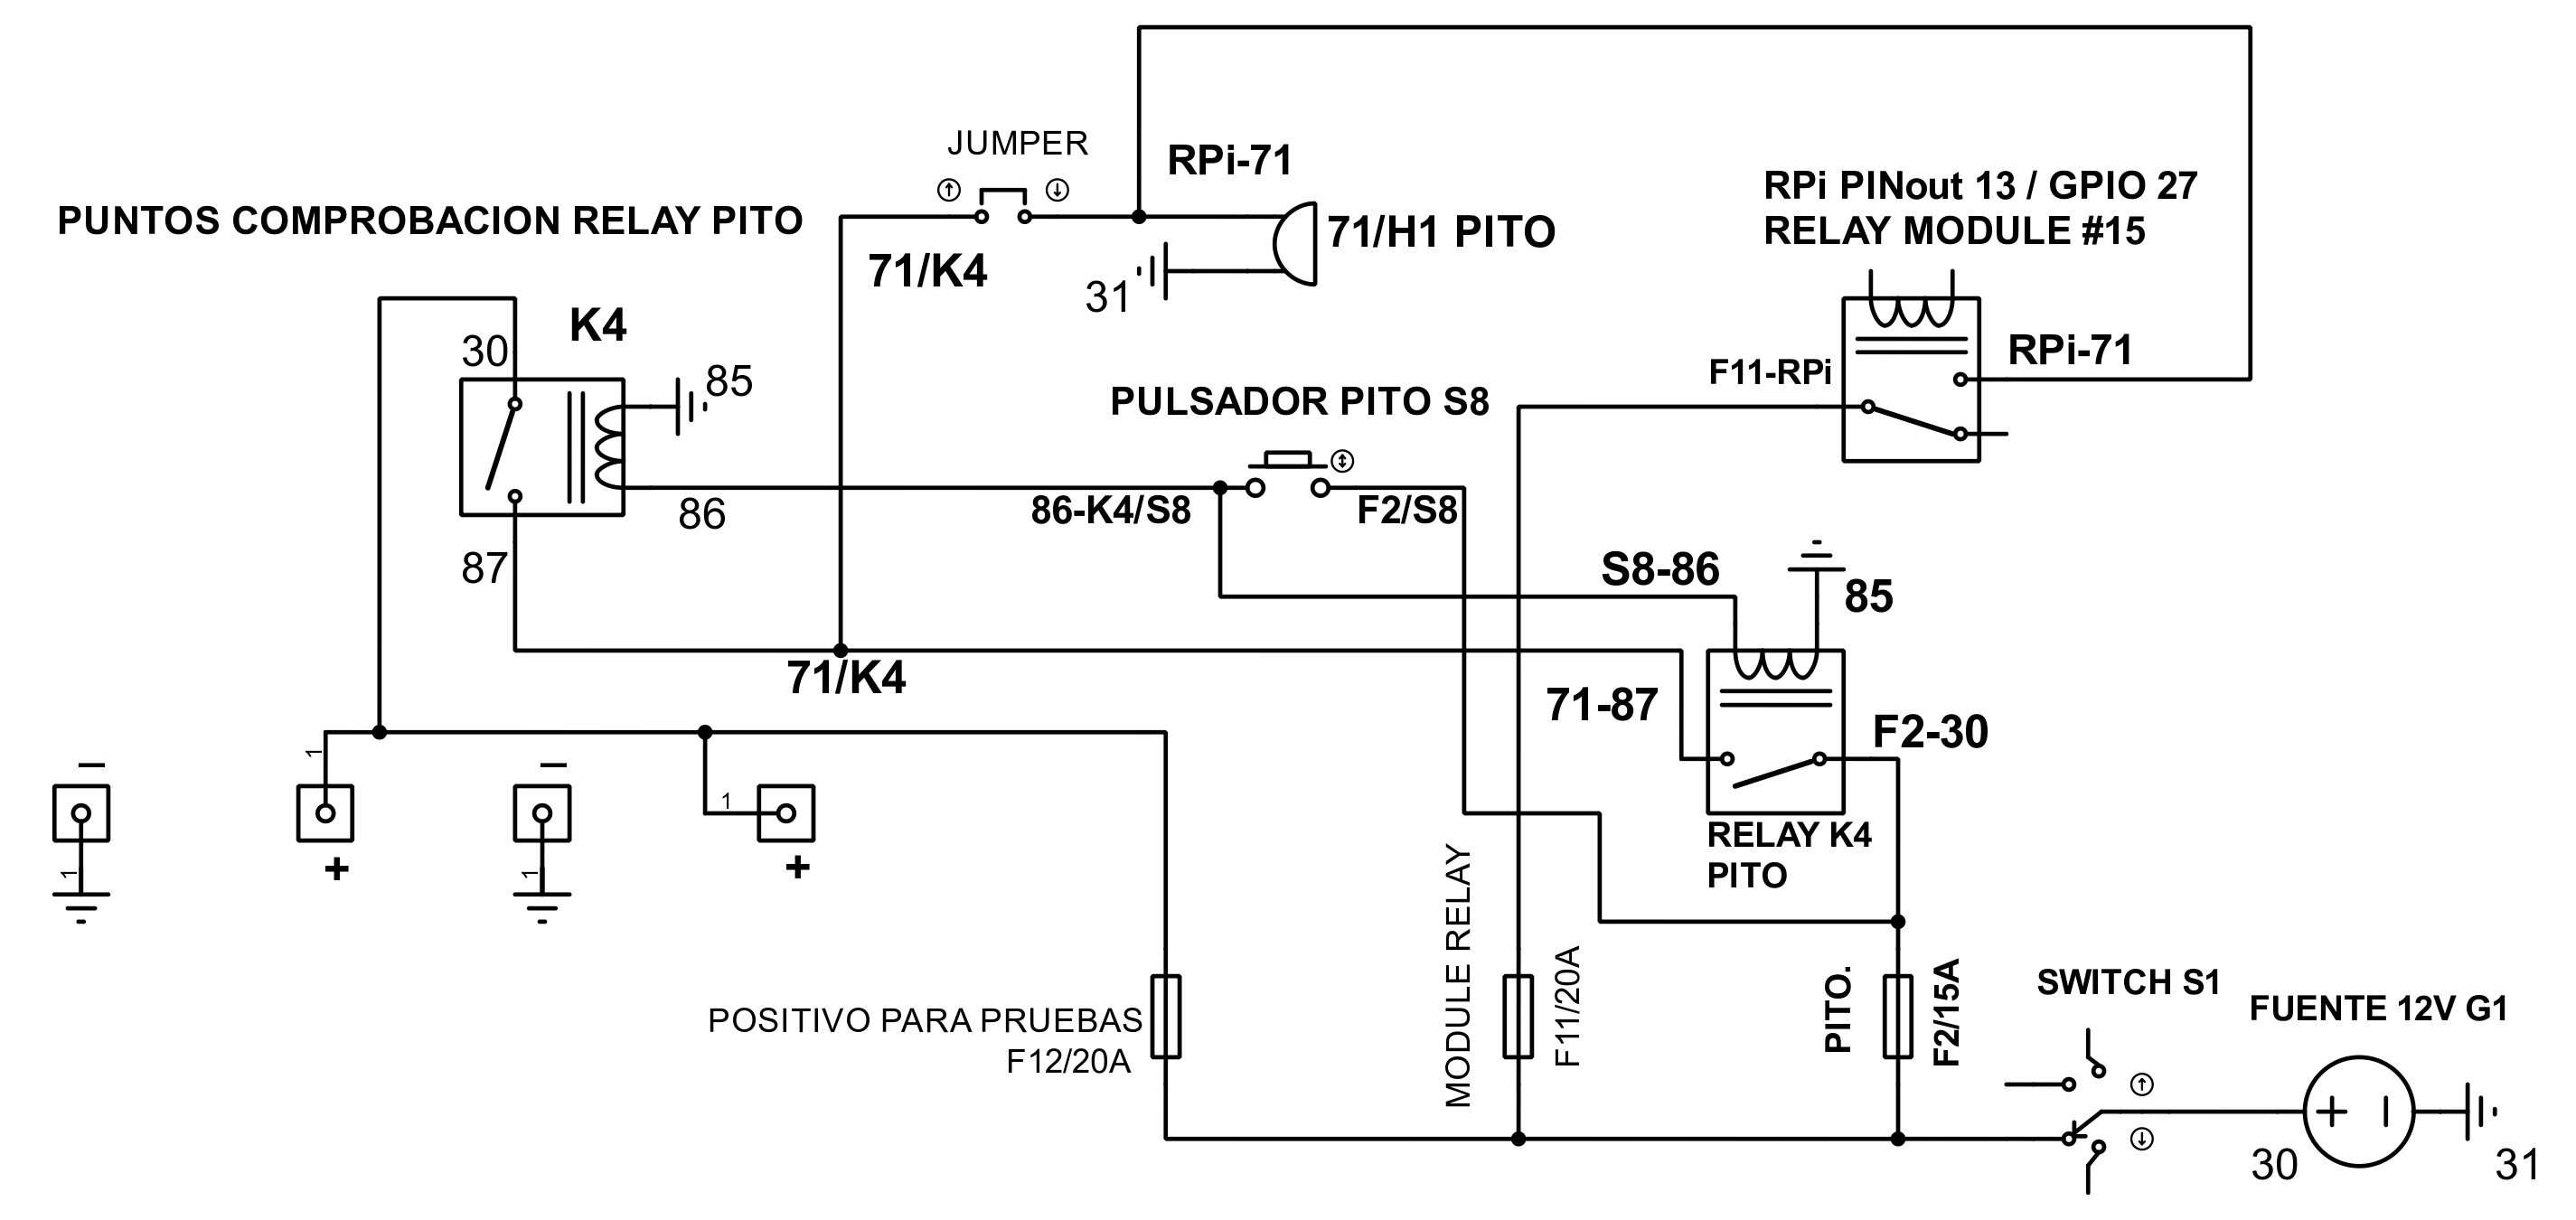 JUMPER
RPi-71
RPi PINout 13 / GPIO 27
RELAY MODULE #15
PUNTOS COMPROBACION RELAY PITO
71/H1 PITO
71/K4
31
K4
30
85
F11-RPi
RPi-71
PULSADOR PITO S8
86
86-K4/S8
F2/S8
87
S8-86
85
71/K4
71-87
F2-30
1
1
–
–
+
+
1
1
RELAY K4
PITO
MODULE RELAY
F11/20A
PITO.
F2/15A
POSITIVO PARA PRUEBAS
F12/20A
SWITCH S1
FUENTE 12V G1
30
31